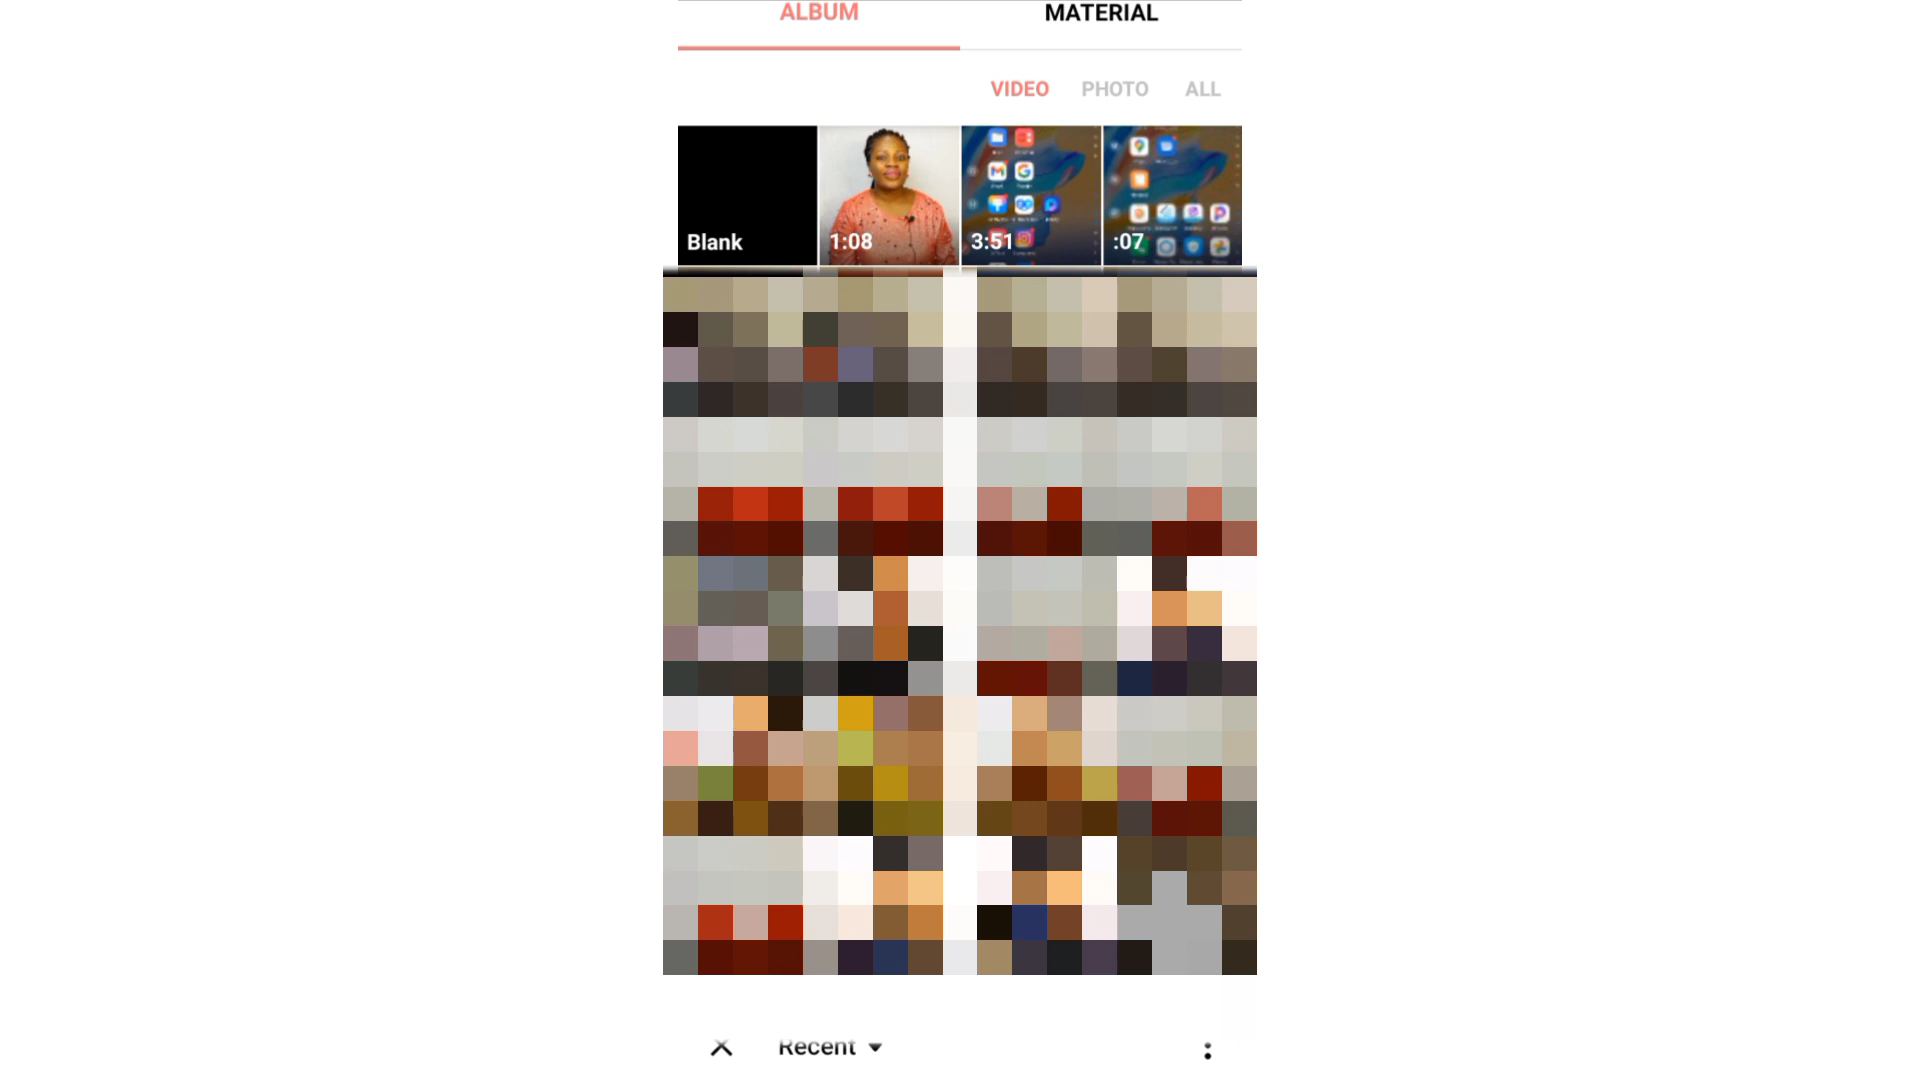 ALBUM MATERIAL
VIDEO PHOTO ALL
Blank 1:08 3:51 :07
Recent